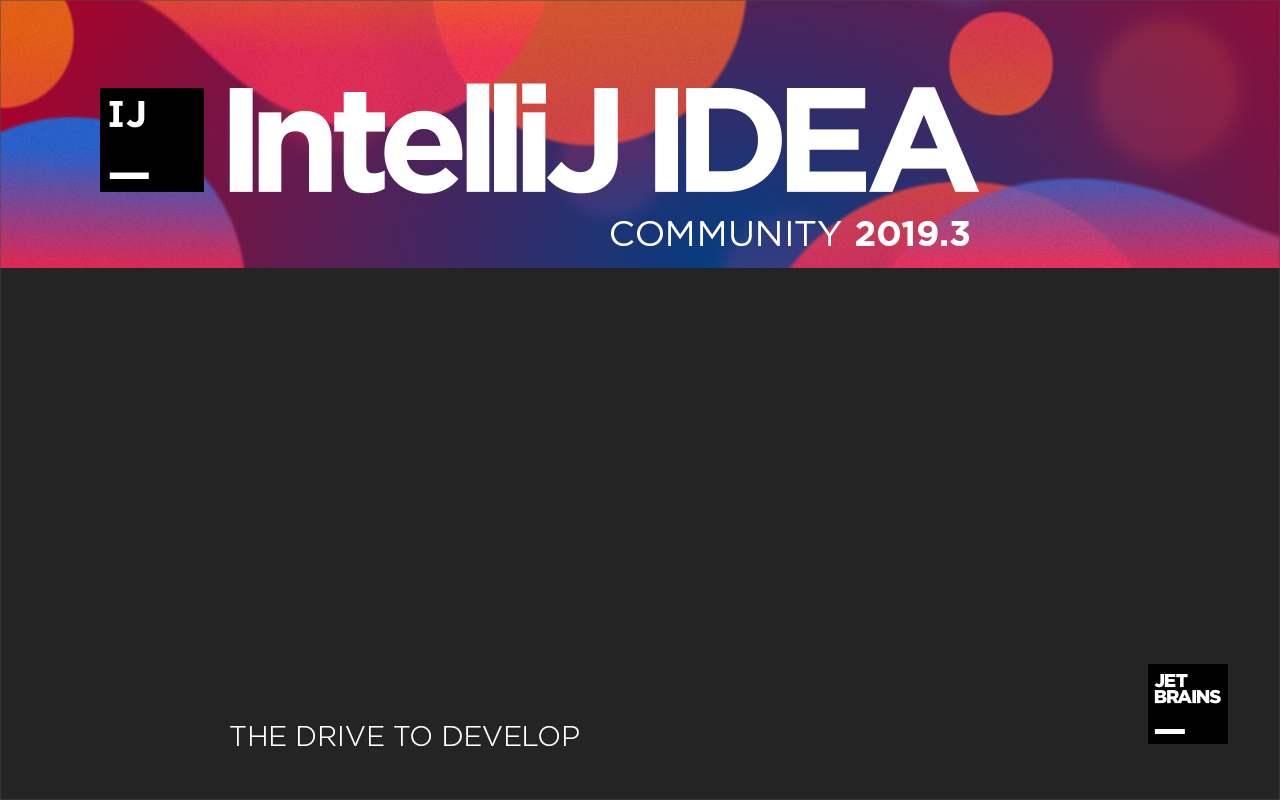 IJ
IntelliJ IDEA
COMMUNITY 2019.3
JET
BRAINS
THE DRIVE TO DEVELOP